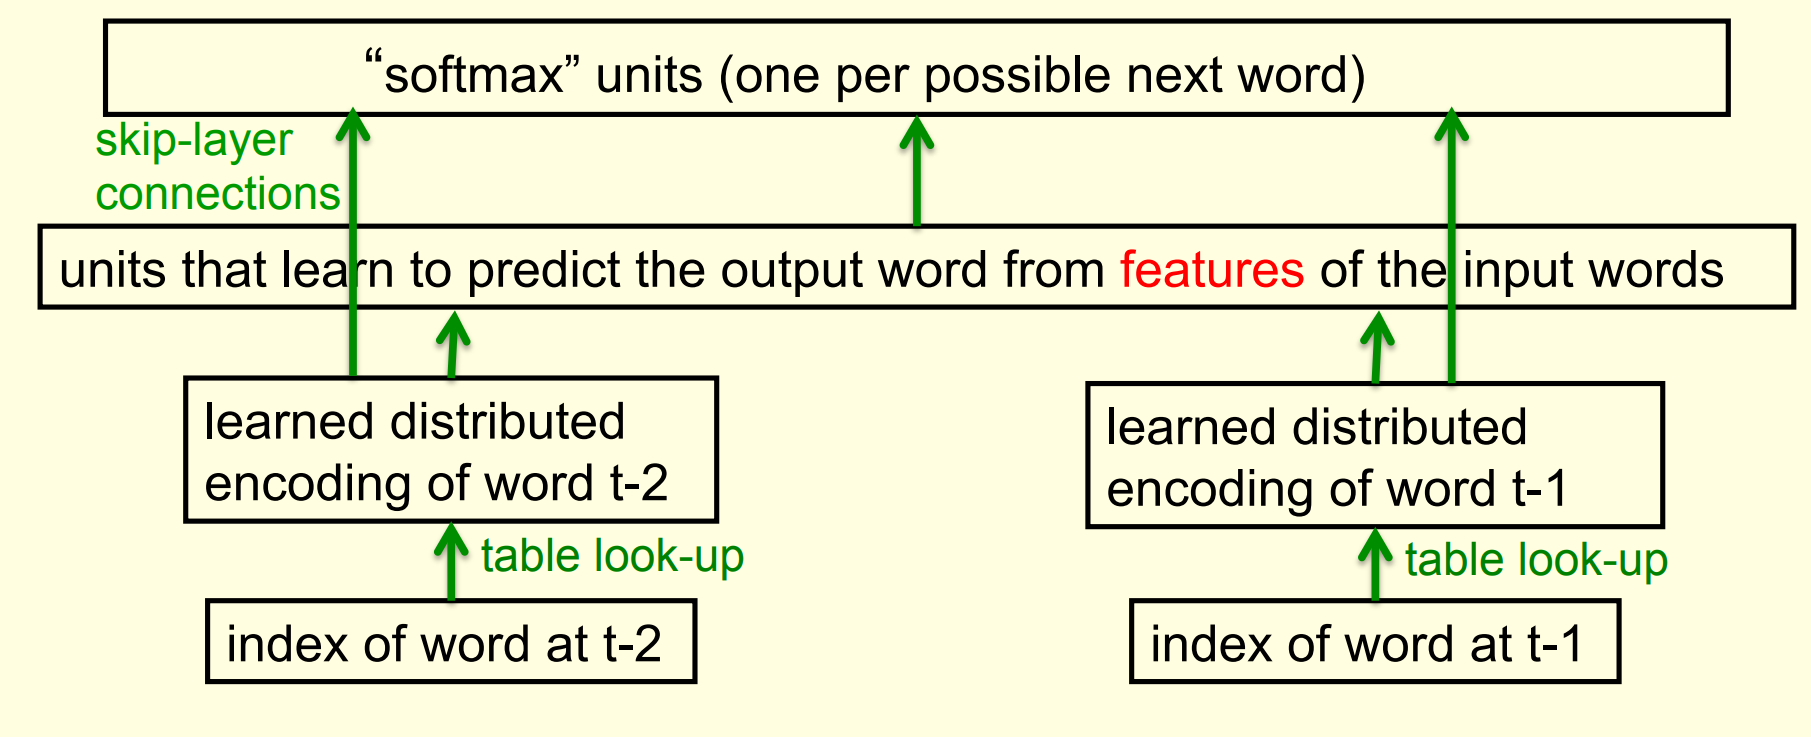 “softmax” units (one per possible next word)
skip-layer
connections
units that learn to predict the output word from features of the input words
learned distributed
encoding of word t-2
learned distributed
encoding of word t-1
table look-up
table look-up
index of word at t-2
index of word at t-1